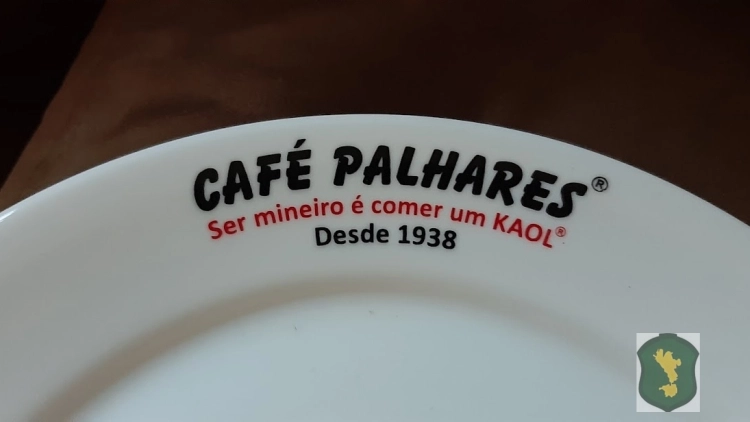 CAFÉ PALHARES®
Ser mineiro é comer um KAOL®
Desde 1938